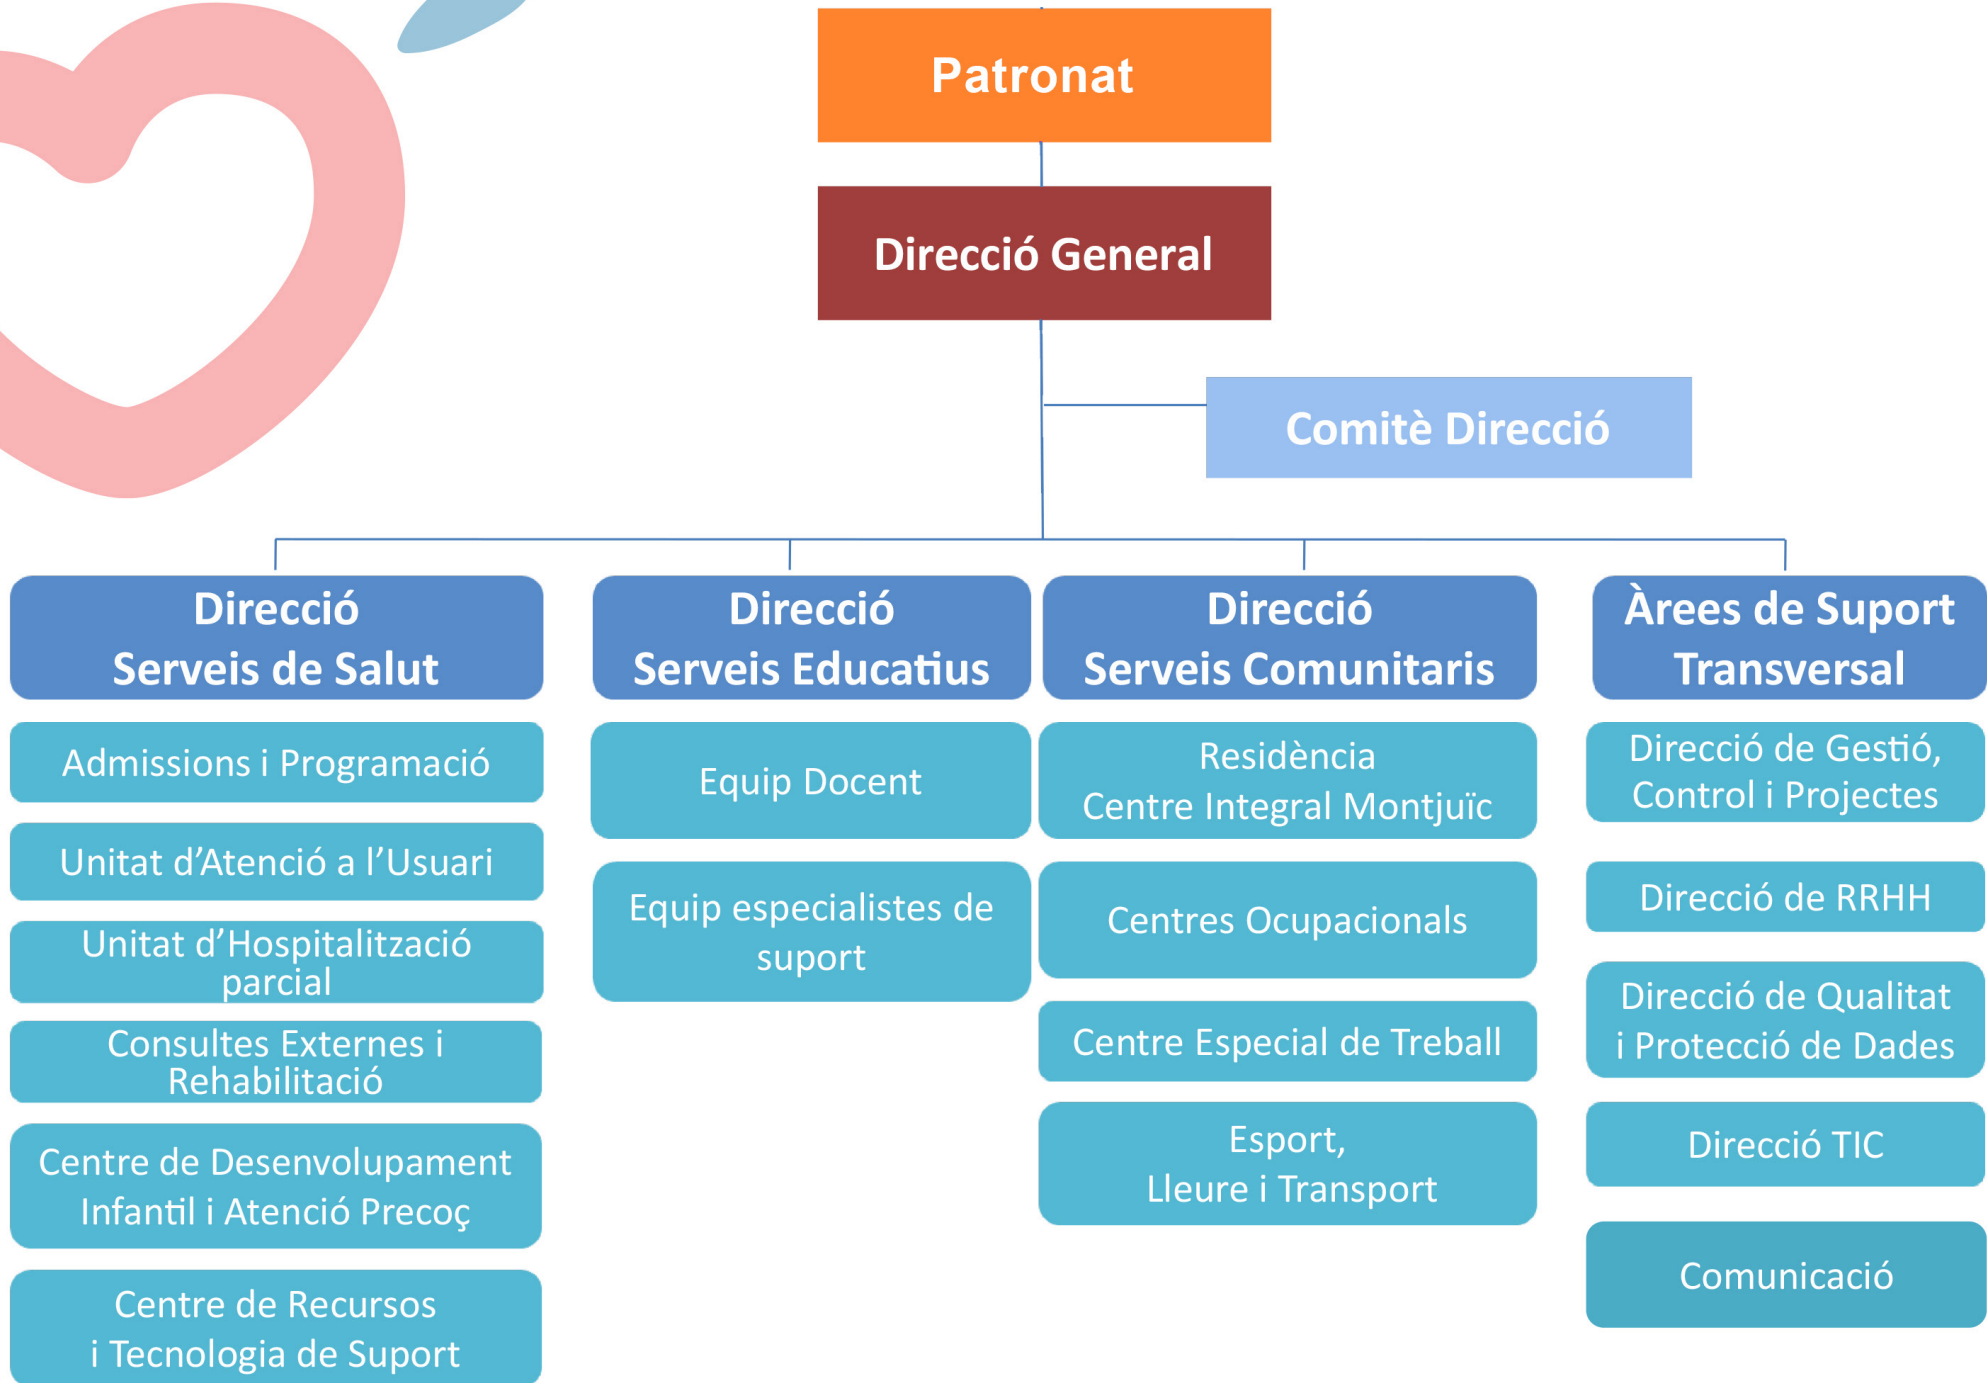 Patronat
Direcció General
Comitè Direcció
Direcció
Serveis de Salut
Admissions i Programació
Unitat d’Atenció a l’Usuari
Unitat d’Hospitalització
parcial
Consultes Externes i
Rehabilitació
Centre de Desenvolupament
Infantil i Atenció Precoç
Centre de Recursos
i Tecnologia de Suport
Direcció
Serveis Educatius
Equip Docent
Equip especialistes de
suport
Direcció
Serveis Comunitaris
Residència
Centre Integral Montjuïc
Centres Ocupacionals
Centre Especial de Treball
Esport,
Lleure i Transport
Àrees de Suport
Transversal
Direcció de Gestió,
Control i Projectes
Direcció de RRHH
Direcció de Qualitat
i Protecció de Dades
Direcció TIC
Comunicació